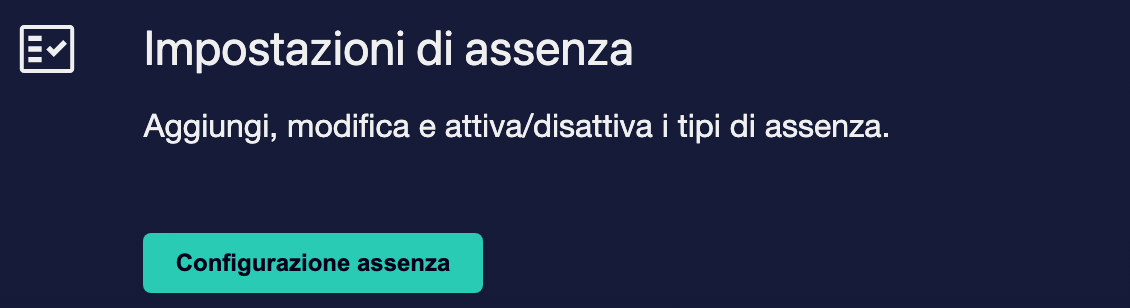 Impostazioni di assenza
Aggiungi, modifica e attiva/disattiva i tipi di assenza.
Configurazione assenza